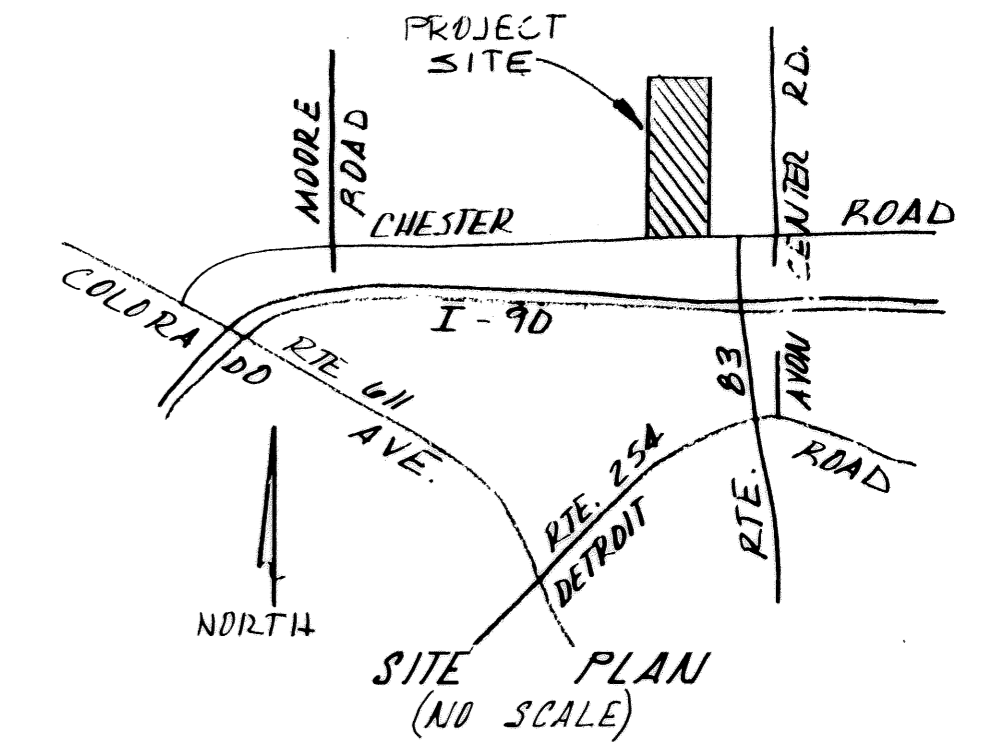 PROJECT
SITE
MOORE
ROAD
CENTER RD.
CHESTER
ROAD
COLORADO
I-90
RTE 611
AVE.
83
AVON
RTE. 254
DETROIT
ROAD
RTE.
NORTH
SITE PLAN
(NO SCALE)